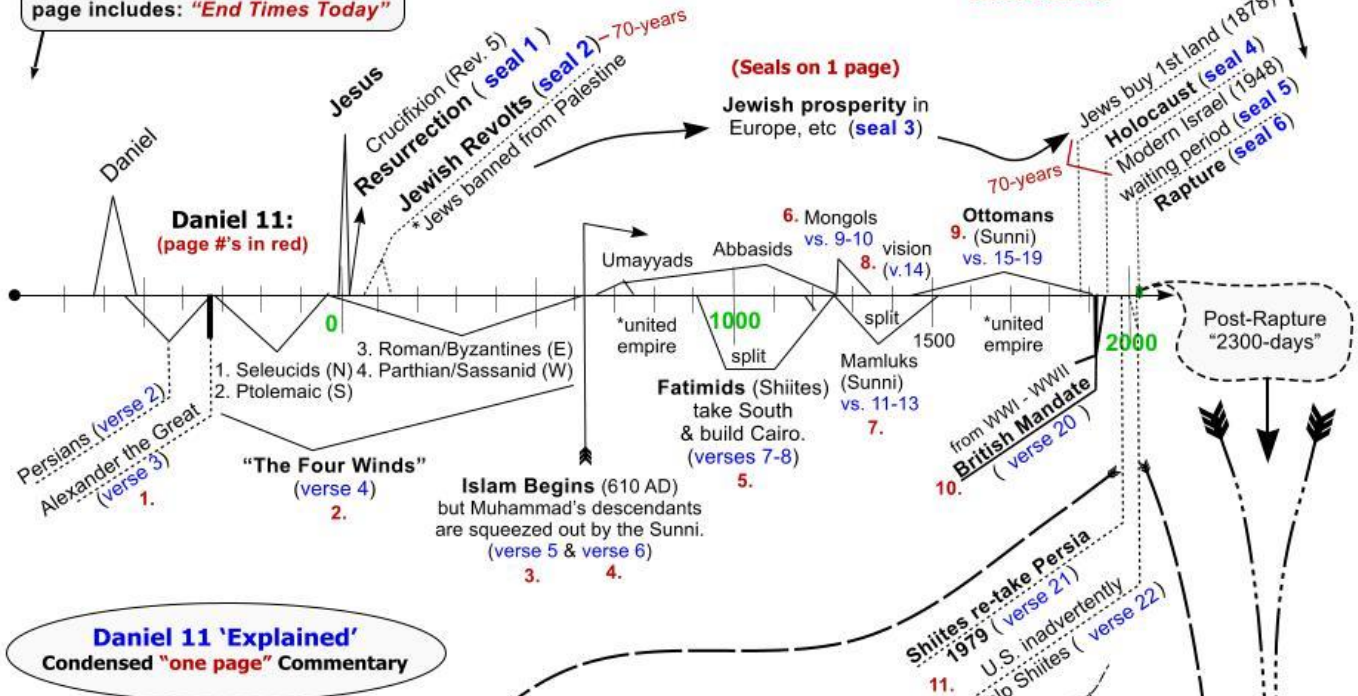 page includes: “End Times Today”
Daniel
Jesus
Crucifixion (Rev. 5)
Resurrection ( seal 1 )
Jewish Revolts (seal 2)
70-years
* Jews banned from Palestine
(Seals on 1 page)
Jewish prosperity in
Europe, etc (seal 3)
Jews buy 1st land (1878)
Holocaust (seal 4)
Modern Israel (1948)
waiting period (seal 5)
Rapture (seal 6)
70-years
Daniel 11:
(page #'s in red)
Umayyads
Abbasids
6. Mongols
vs. 9-10
8. vision
(v.14)
Ottomans
9. (Sunni)
vs. 15-19
0
1000
1500
2000
*united
empire
split
split
*united
empire
Post-Rapture
“2300-days”
1. Seleucids (N)
2. Ptolemaic (S)
3. Roman/Byzantines (E)
4. Parthian/Sassanid (W)
Persians (verse 2)
Alexander the Great
(verse 3)
1.
“The Four Winds”
(verse 4)
2.
Islam Begins (610 AD)
but Muhammad's descendants
are squeezed out by the Sunni.
(verse 5 & verse 6)
3. 4.
Fatimids (Shiites)
take South
& build Cairo.
(verses 7-8)
5.
Mamluks
(Sunni)
vs. 11-13
7.
from WWI - WWII
British Mandate
( verse 20 )
10.
Shiites re-take Persia
1979 ( verse 21)
U.S. inadvertently
Shiites ( verse 22)
11.
Daniel 11 ‘Explained’
Condensed “one page” Commentary